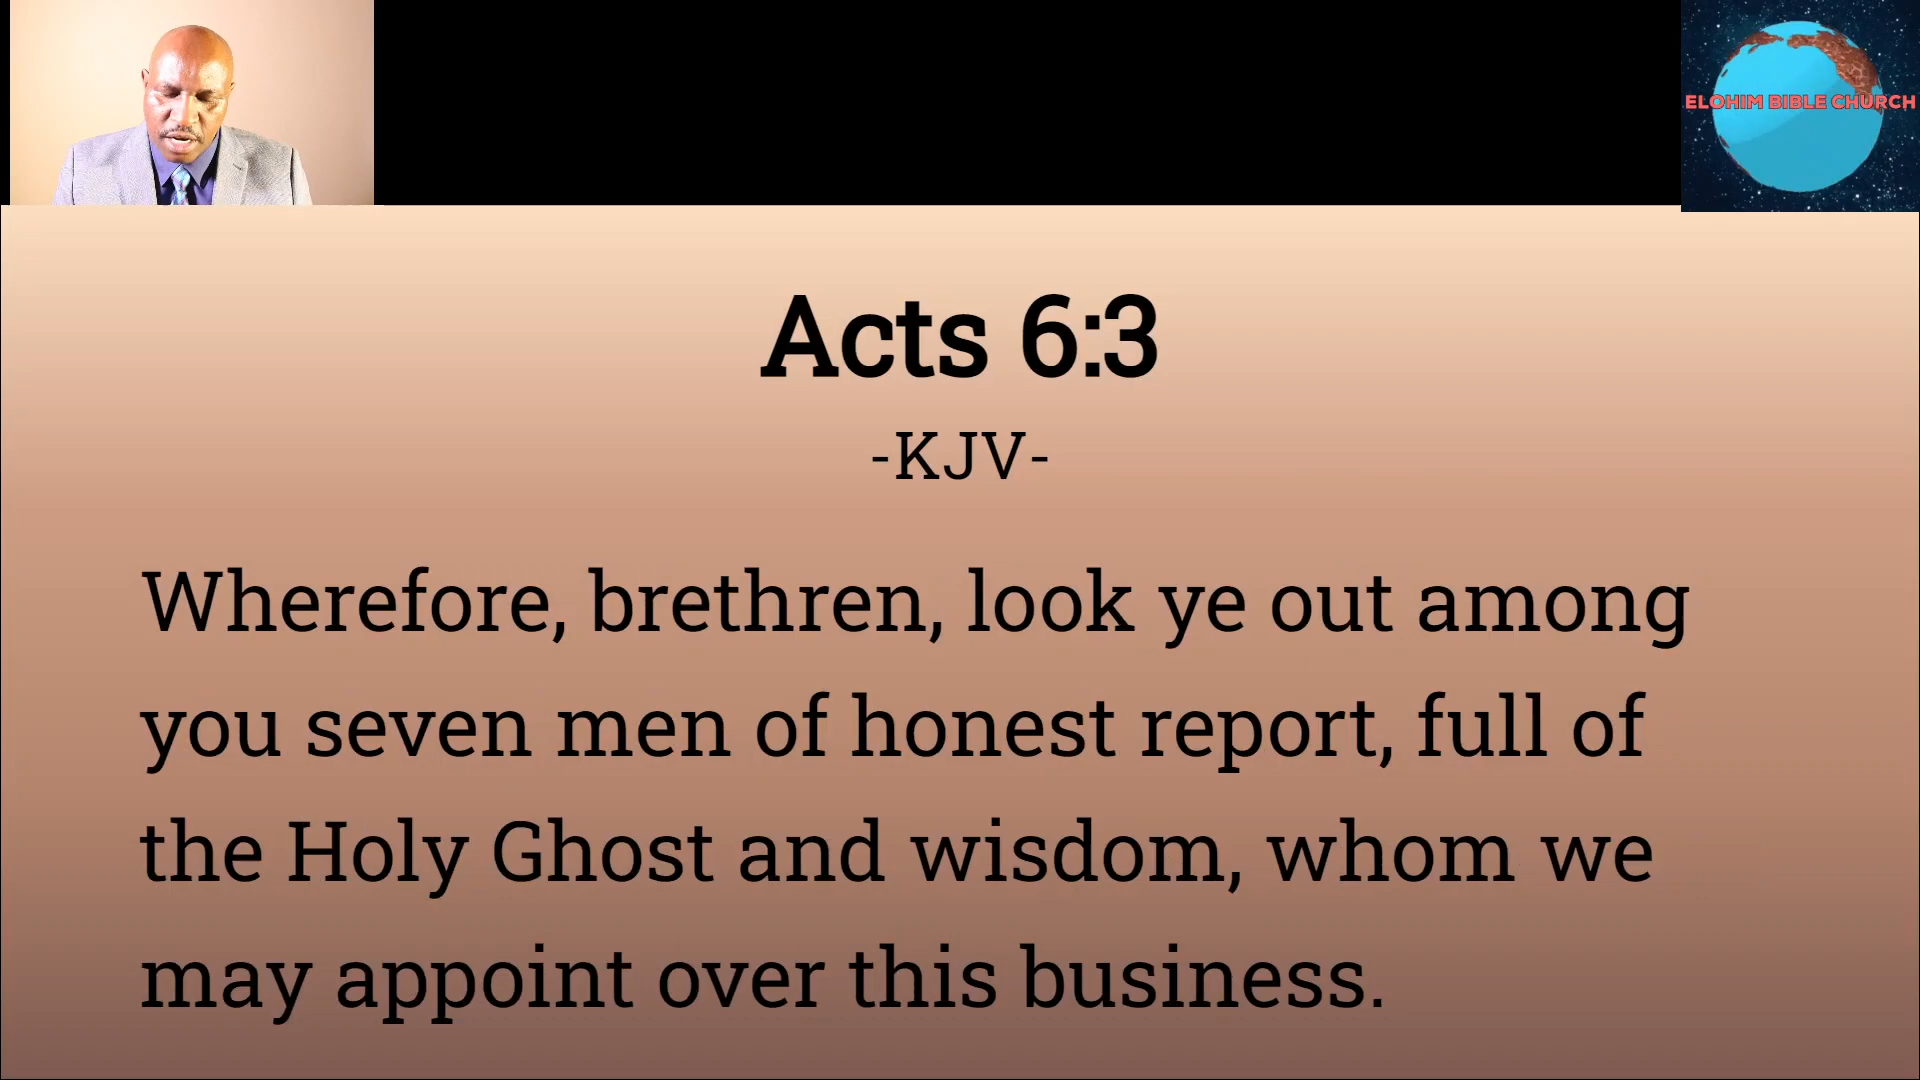 ELOHIM BIBLE CHURCH
Acts 6:3
-KJV-
Wherefore, brethren, look ye out among
you seven men of honest report, full of
the Holy Ghost and wisdom, whom we
may appoint over this business.